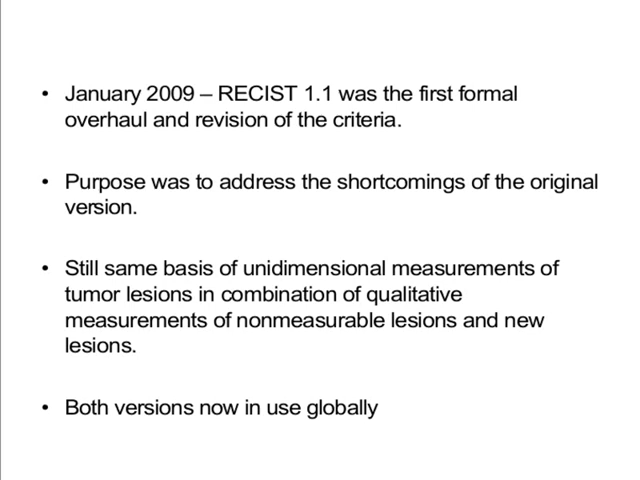 • January 2009 – RECIST 1.1 was the first formal
overhaul and revision of the criteria.
• Purpose was to address the shortcomings of the original
version.
• Still same basis of unidimensional measurements of
tumor lesions in combination of qualitative
measurements of nonmeasurable lesions and new
lesions.
• Both versions now in use globally